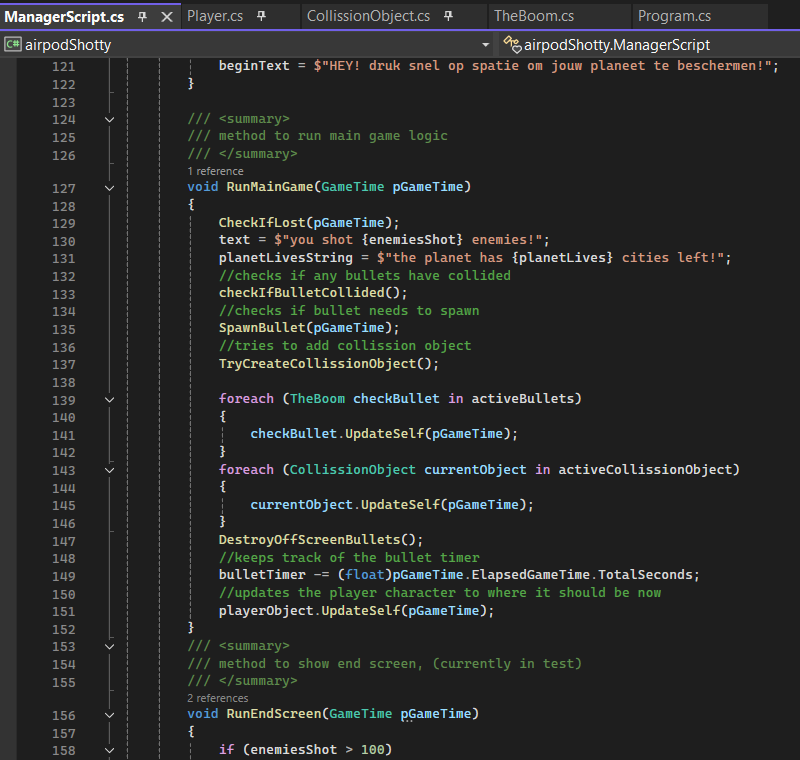 ManagerScript.cs
Player.cs
CollissionObject.cs
TheBoom.cs
Program.cs
C# airpodShotty
airpodShotty.ManagerScript
121 beginText = $"HEY! druk snel op spatie om jouw planeet te beschermen!";
122 }
123
124 /// <summary>
125 /// method to run main game logic
126 /// </summary>
1 reference
127 void RunMainGame(GameTime pGameTime)
128 {
129 CheckIfLost(pGameTime);
130 text = $"you shot {enemiesShot} enemies!";
131 planetLivesString = $"the planet has {planetLives} cities left!";
132 //checks if any bullets have collided
133 checkIfBulletCollided();
134 //checks if bullet needs to spawn
135 SpawnBullet(pGameTime);
136 //tries to add collission object
137 TryCreateCollissionObject();
138
139 foreach (TheBoom checkBullet in activeBullets)
140 {
141 checkBullet.UpdateSelf(pGameTime);
142 }
143 foreach (CollissionObject currentObject in activeCollissionObject)
144 {
145 currentObject.UpdateSelf(pGameTime);
146 }
147 DestroyOffScreenBullets();
148 //keeps track of the bullet timer
149 bulletTimer -= (float)pGameTime.ElapsedGameTime.TotalSeconds;
150 //updates the player character to where it should be now
151 playerObject.UpdateSelf(pGameTime);
152 }
153 /// <summary>
154 /// method to show end screen, (currently in test)
155 /// </summary>
2 references
156 void RunEndScreen(GameTime pGameTime)
157 {
158 if (enemiesShot > 100)